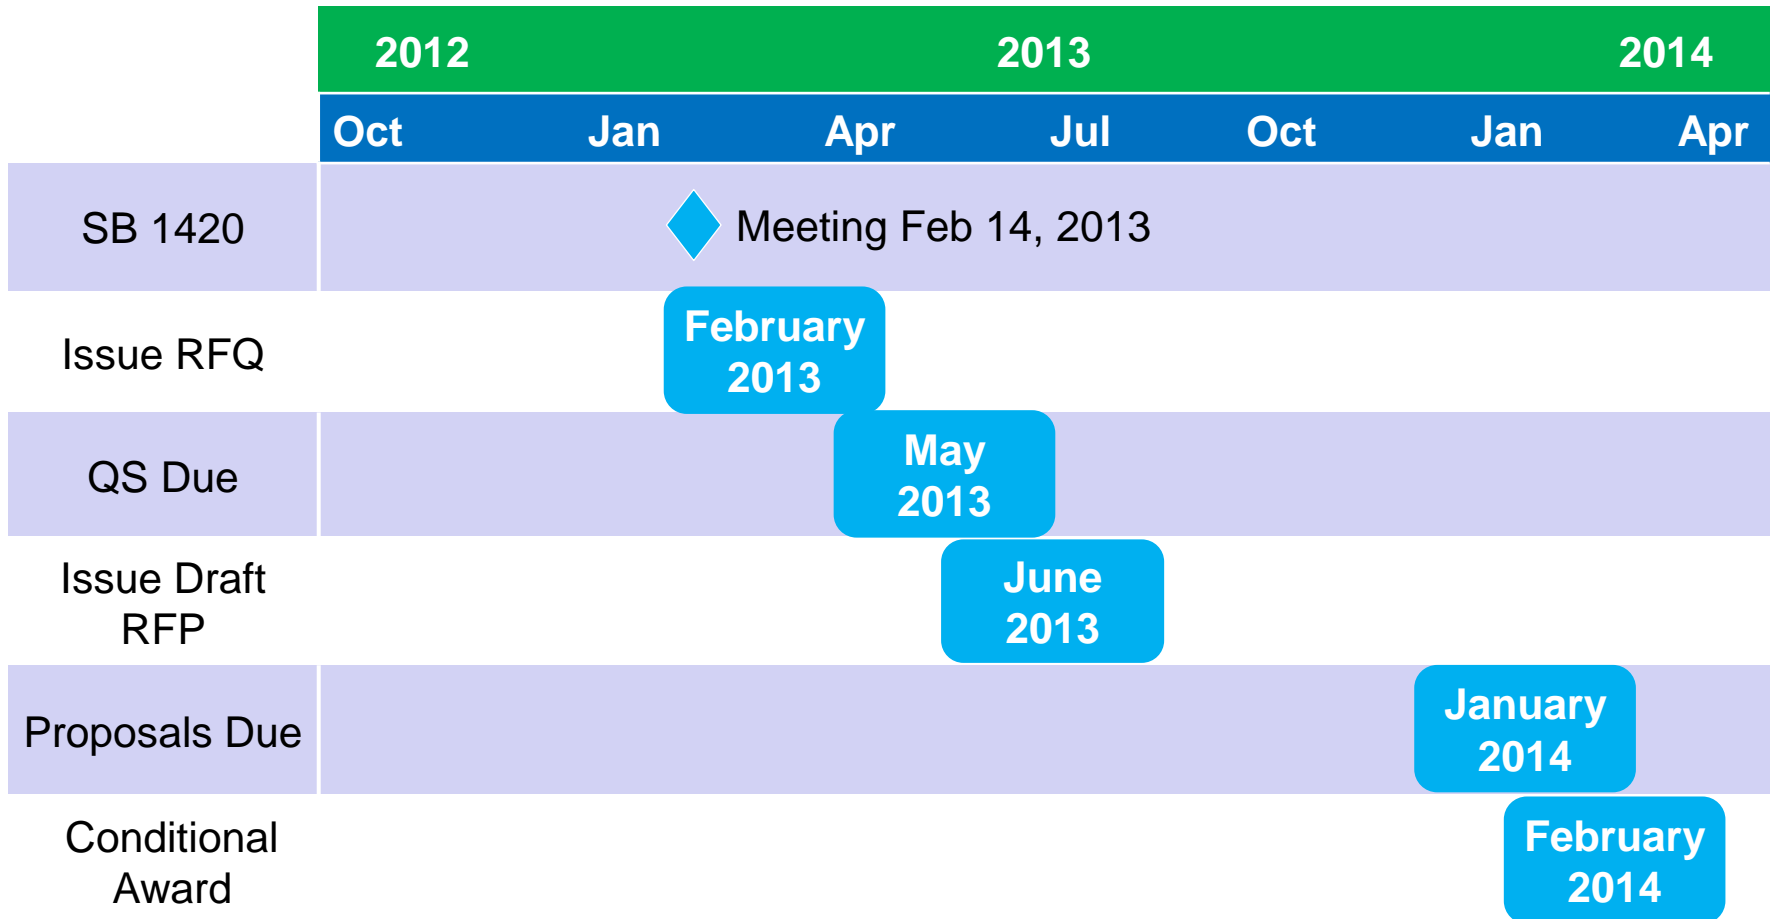 2012 2013 2014
Oct Jan Apr Jul Oct Jan Apr
SB 1420
Meeting Feb 14, 2013
Issue RFQ
February
2013
QS Due
May
2013
Issue Draft
RFP
June
2013
Proposals Due
January
2014
Conditional
Award
February
2014